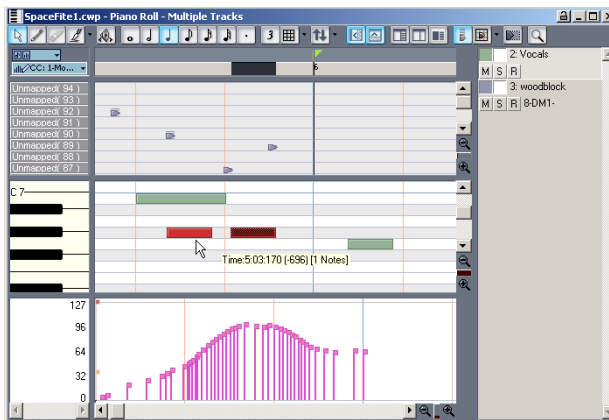 SpaceFite1.cwp - Piano Roll - Multiple Tracks
3
CC: 1-Mo...
6
2: Vocals
M S R
3: woodblock
M S R 8-DM1-
Unmapped( 94 )
Unmapped( 93 )
Unmapped( 92 )
Unmapped( 91 )
Unmapped( 90 )
Unmapped( 89 )
Unmapped( 88 )
Unmapped( 87 )
C 7
Time:5:03:170 (-696) [1 Notes]
127
96
64
32
0